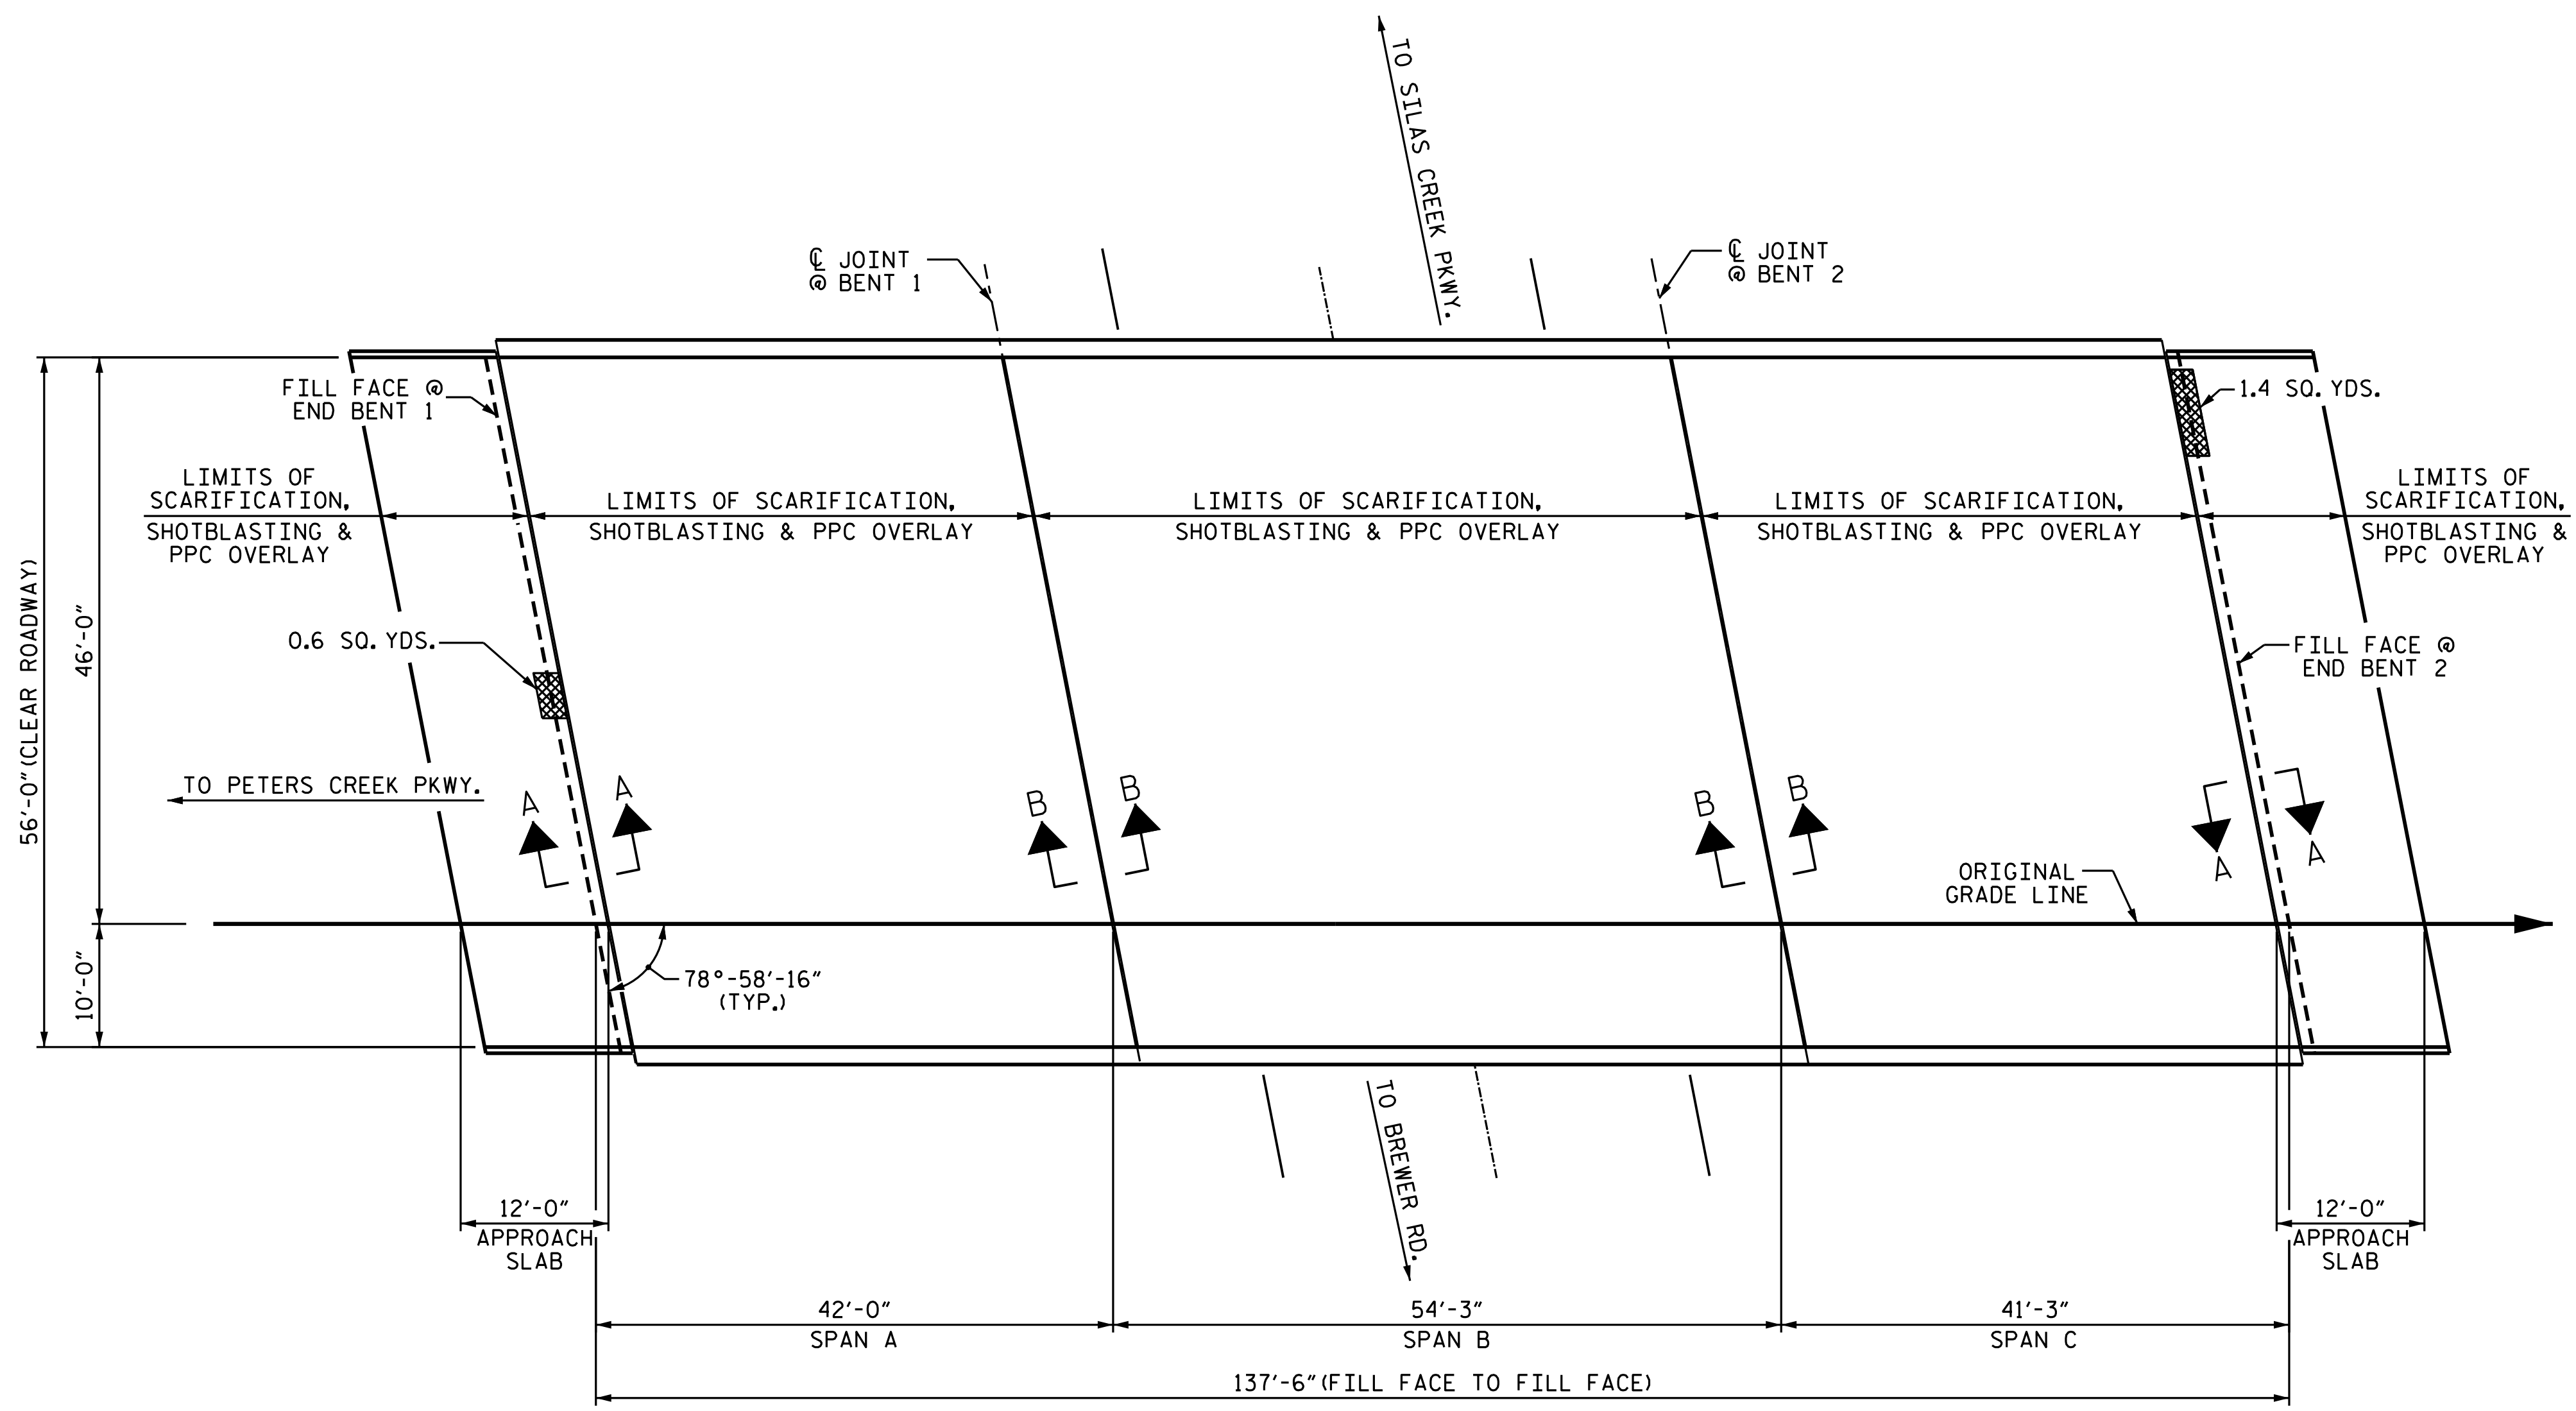 TO SILAS CREEK PKWY.
℄ JOINT
@ BENT 1
℄ JOINT
@ BENT 2
FILL FACE @
END BENT 1
1.4 SQ. YDS.
LIMITS OF
SCARIFICATION,
SHOTBLASTING &
PPC OVERLAY
LIMITS OF SCARIFICATION,
SHOTBLASTING & PPC OVERLAY
LIMITS OF SCARIFICATION,
SHOTBLASTING & PPC OVERLAY
LIMITS OF SCARIFICATION,
SHOTBLASTING & PPC OVERLAY
LIMITS OF
SCARIFICATION,
SHOTBLASTING &
PPC OVERLAY
56'-0" (CLEAR ROADWAY)
46'-0"
10'-0"
0.6 SQ. YDS.
FILL FACE @
END BENT 2
TO PETERS CREEK PKWY.
A
A
B
B
B
B
A
A
ORIGINAL
GRADE LINE
78°-58'-16"
(TYP.)
TO BREWER RD.
12'-0"
APPROACH
SLAB
12'-0"
APPROACH
SLAB
42'-0"
SPAN A
54'-3"
SPAN B
41'-3"
SPAN C
137'-6" (FILL FACE TO FILL FACE)